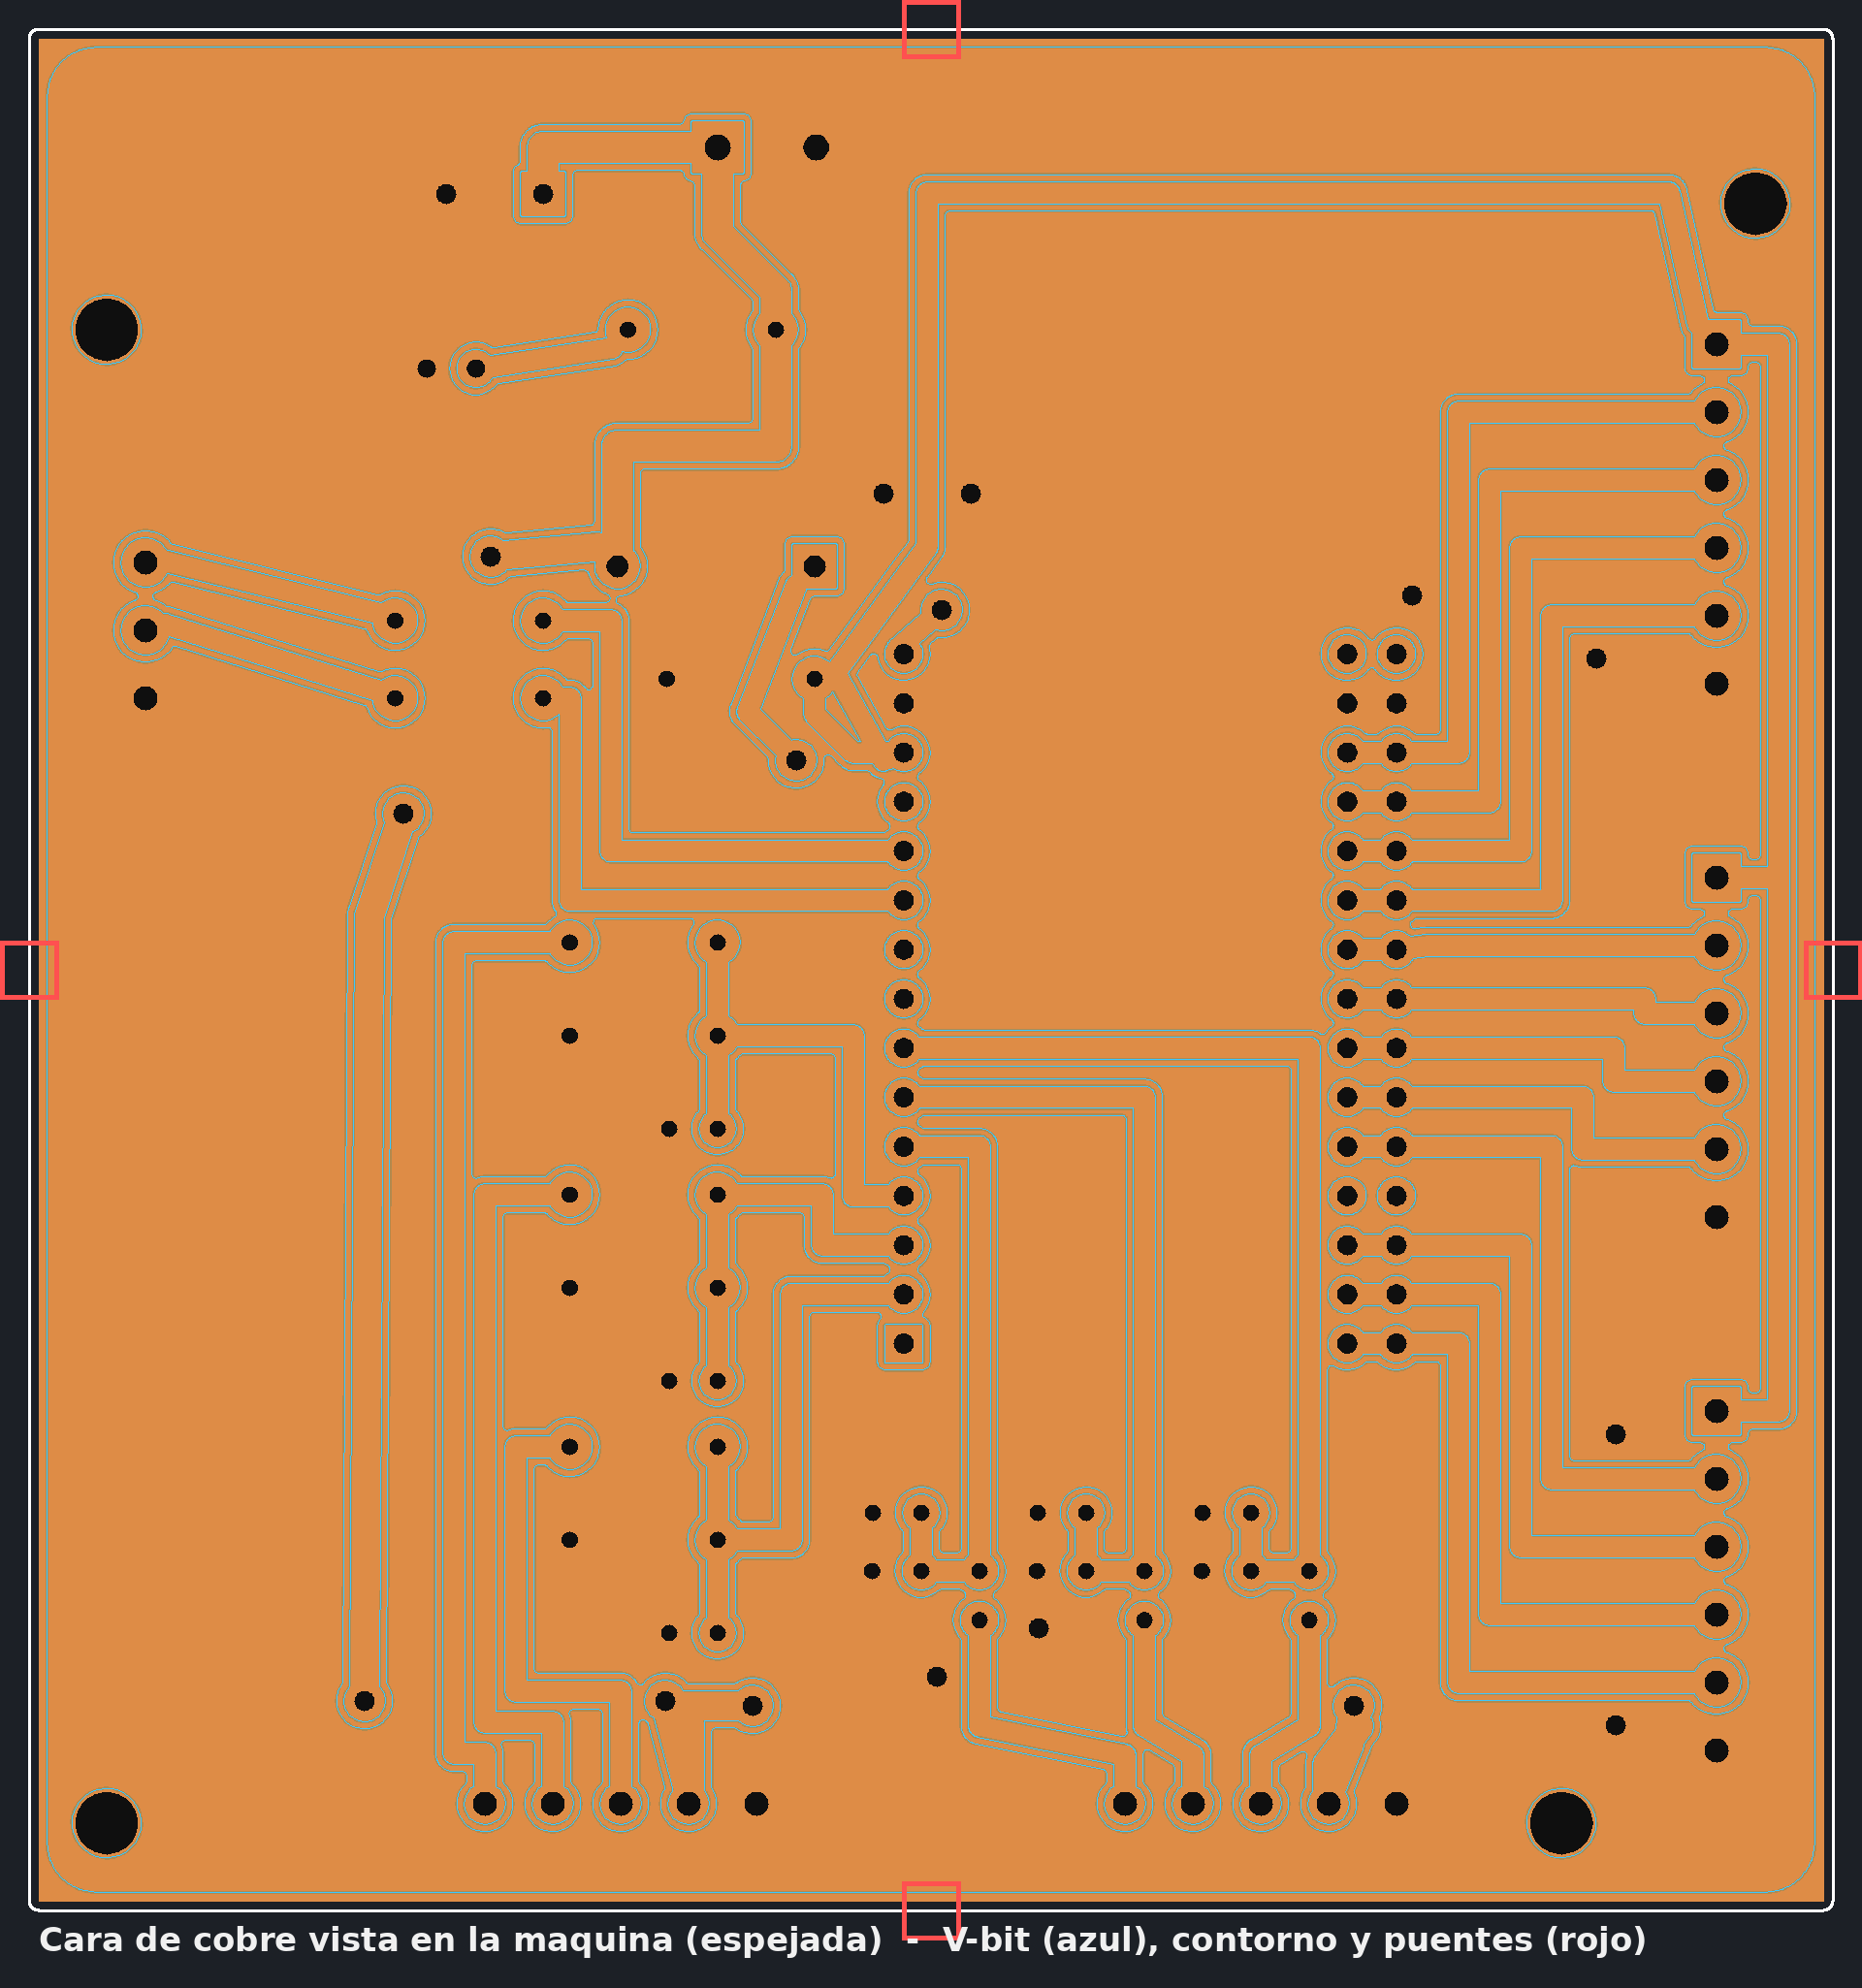 Cara de cobre vista en la maquina (espejada) - V-bit (azul), contorno y puentes (rojo)